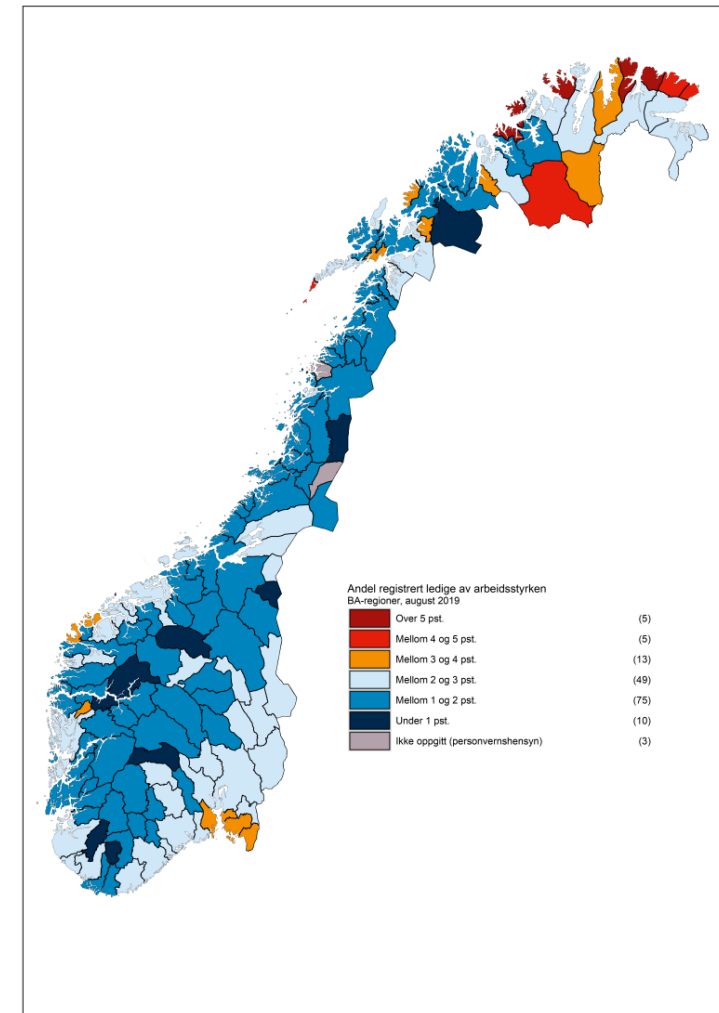 Andel registrert ledige av arbeidsstyrken
BA-regioner, august 2019
Over 5 pst. (5)
Mellom 4 og 5 pst. (5)
Mellom 3 og 4 pst. (13)
Mellom 2 og 3 pst. (49)
Mellom 1 og 2 pst. (75)
Under 1 pst. (10)
Ikke oppgitt (personvernshensyn) (3)